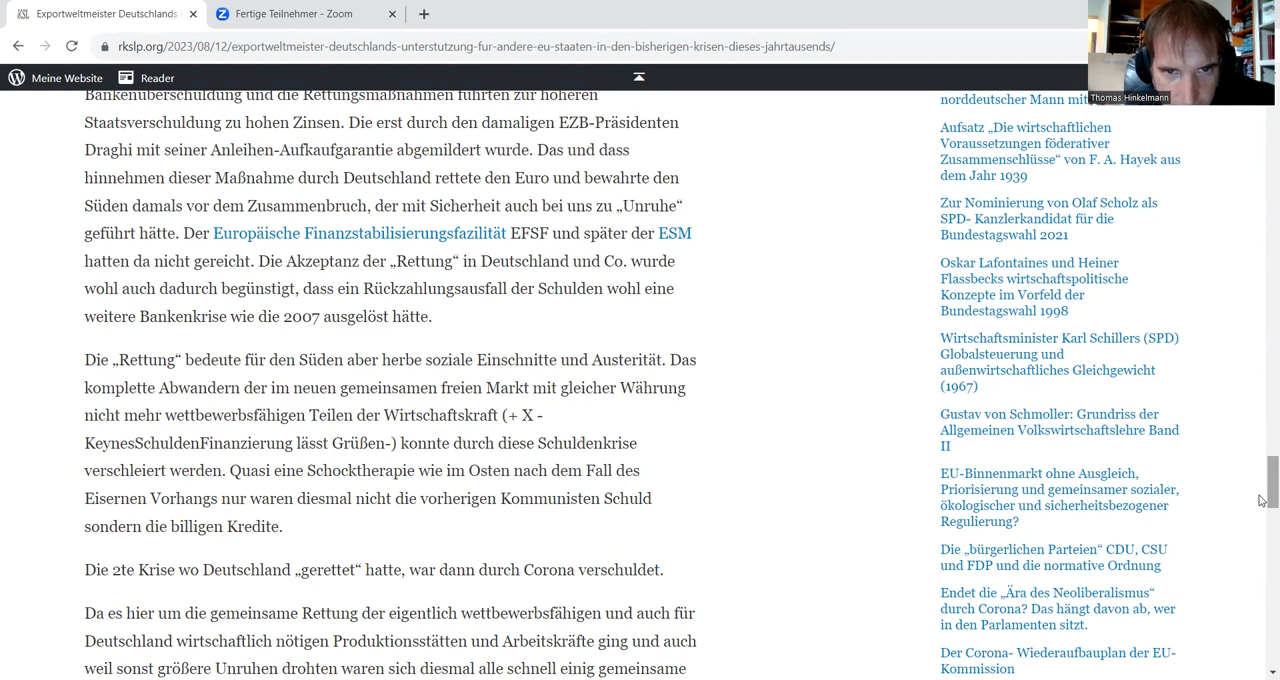 Exportweltmeister Deutschlands
Fertige Teilnehmer - Zoom
rkslp.org/2023/08/12/exportweltmeister-deutschlands-unterstutzung-fur-andere-eu-staaten-in-den-bisherigen-krisen-dieses-jahrtausends/
Meine Website
Reader
Thomas Hinkelmann
Bankenüberschuldung und die Rettungsmaßnahmen führten zur höheren
Staatsverschuldung zu hohen Zinsen. Die erst durch den damaligen EZB-Präsidenten
Draghi mit seiner Anleihen-Aufkaufgarantie abgemildert wurde. Das und dass
hinnehmen dieser Maßnahme durch Deutschland rettete den Euro und bewahrte den
Süden damals vor dem Zusammenbruch, der mit Sicherheit auch bei uns zu „Unruhe“
geführt hätte. Der Europäische Finanzstabilisierungsfazilität EFSF und später der ESM
hatten da nicht gereicht. Die Akzeptanz der „Rettung“ in Deutschland und Co. wurde
wohl auch dadurch begünstigt, dass ein Rückzahlungsausfall der Schulden wohl eine
weitere Bankenkrise wie die 2007 ausgelöst hätte.
Die „Rettung“ bedeute für den Süden aber herbe soziale Einschnitte und Austerität. Das
komplette Abwandern der im neuen gemeinsamen freien Markt mit gleicher Währung
nicht mehr wettbewerbsfähigen Teilen der Wirtschaftskraft (+ X -
KeynesSchuldenFinanzierung lässt Grüßen-) konnte durch diese Schuldenkrise
verschleiert werden. Quasi eine Schocktherapie wie im Osten nach dem Fall des
Eisernen Vorhangs nur waren diesmal nicht die vorherigen Kommunisten Schuld
sondern die billigen Kredite.
Die 2te Krise wo Deutschland „gerettet“ hatte, war dann durch Corona verschuldet.
Da es hier um die gemeinsame Rettung der eigentlich wettbewerbsfähigen und auch für
Deutschland wirtschaftlich nötigen Produktionsstätten und Arbeitskräfte ging und auch
weil sonst größere Unruhen drohten waren sich diesmal alle schnell einig gemeinsame
norddeutscher Mann mit
Aufsatz „Die wirtschaftlichen
Voraussetzungen föderativer
Zusammenschlüsse“ von F. A. Hayek aus
dem Jahr 1939
Zur Nominierung von Olaf Scholz als
SPD- Kanzlerkandidat für die
Bundestagswahl 2021
Oskar Lafontaines und Heiner
Flassbecks wirtschaftspolitische
Konzepte im Vorfeld der
Bundestagswahl 1998
Wirtschaftsminister Karl Schillers (SPD)
Globalsteuerung und
außenwirtschaftliches Gleichgewicht
(1967)
Gustav von Schmoller: Grundriss der
Allgemeinen Volkswirtschaftslehre Band
II
EU-Binnenmarkt ohne Ausgleich,
Priorisierung und gemeinsamer sozialer,
ökologischer und sicherheitsbezogener
Regulierung?
Die „bürgerlichen Parteien“ CDU, CSU
und FDP und die normative Ordnung
Endet die „Ära des Neoliberalismus“
durch Corona? Das hängt davon ab, wer
in den Parlamenten sitzt.
Der Corona- Wiederaufbauplan der EU-
Kommission